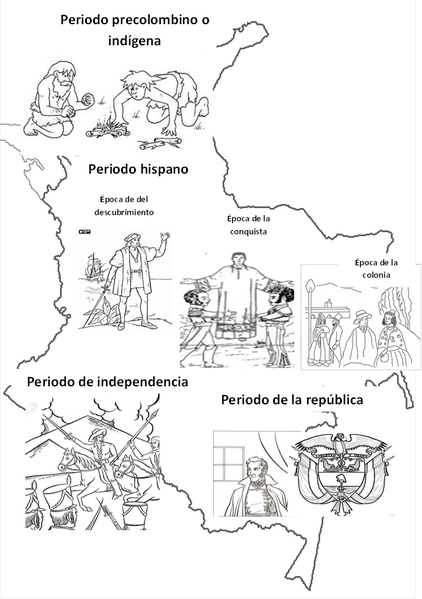 Periodo precolombino o
indígena
Periodo hispano
Época de del
descubrimiento
Época de la
conquista
Época de la
colonia
Periodo de independencia
Periodo de la república